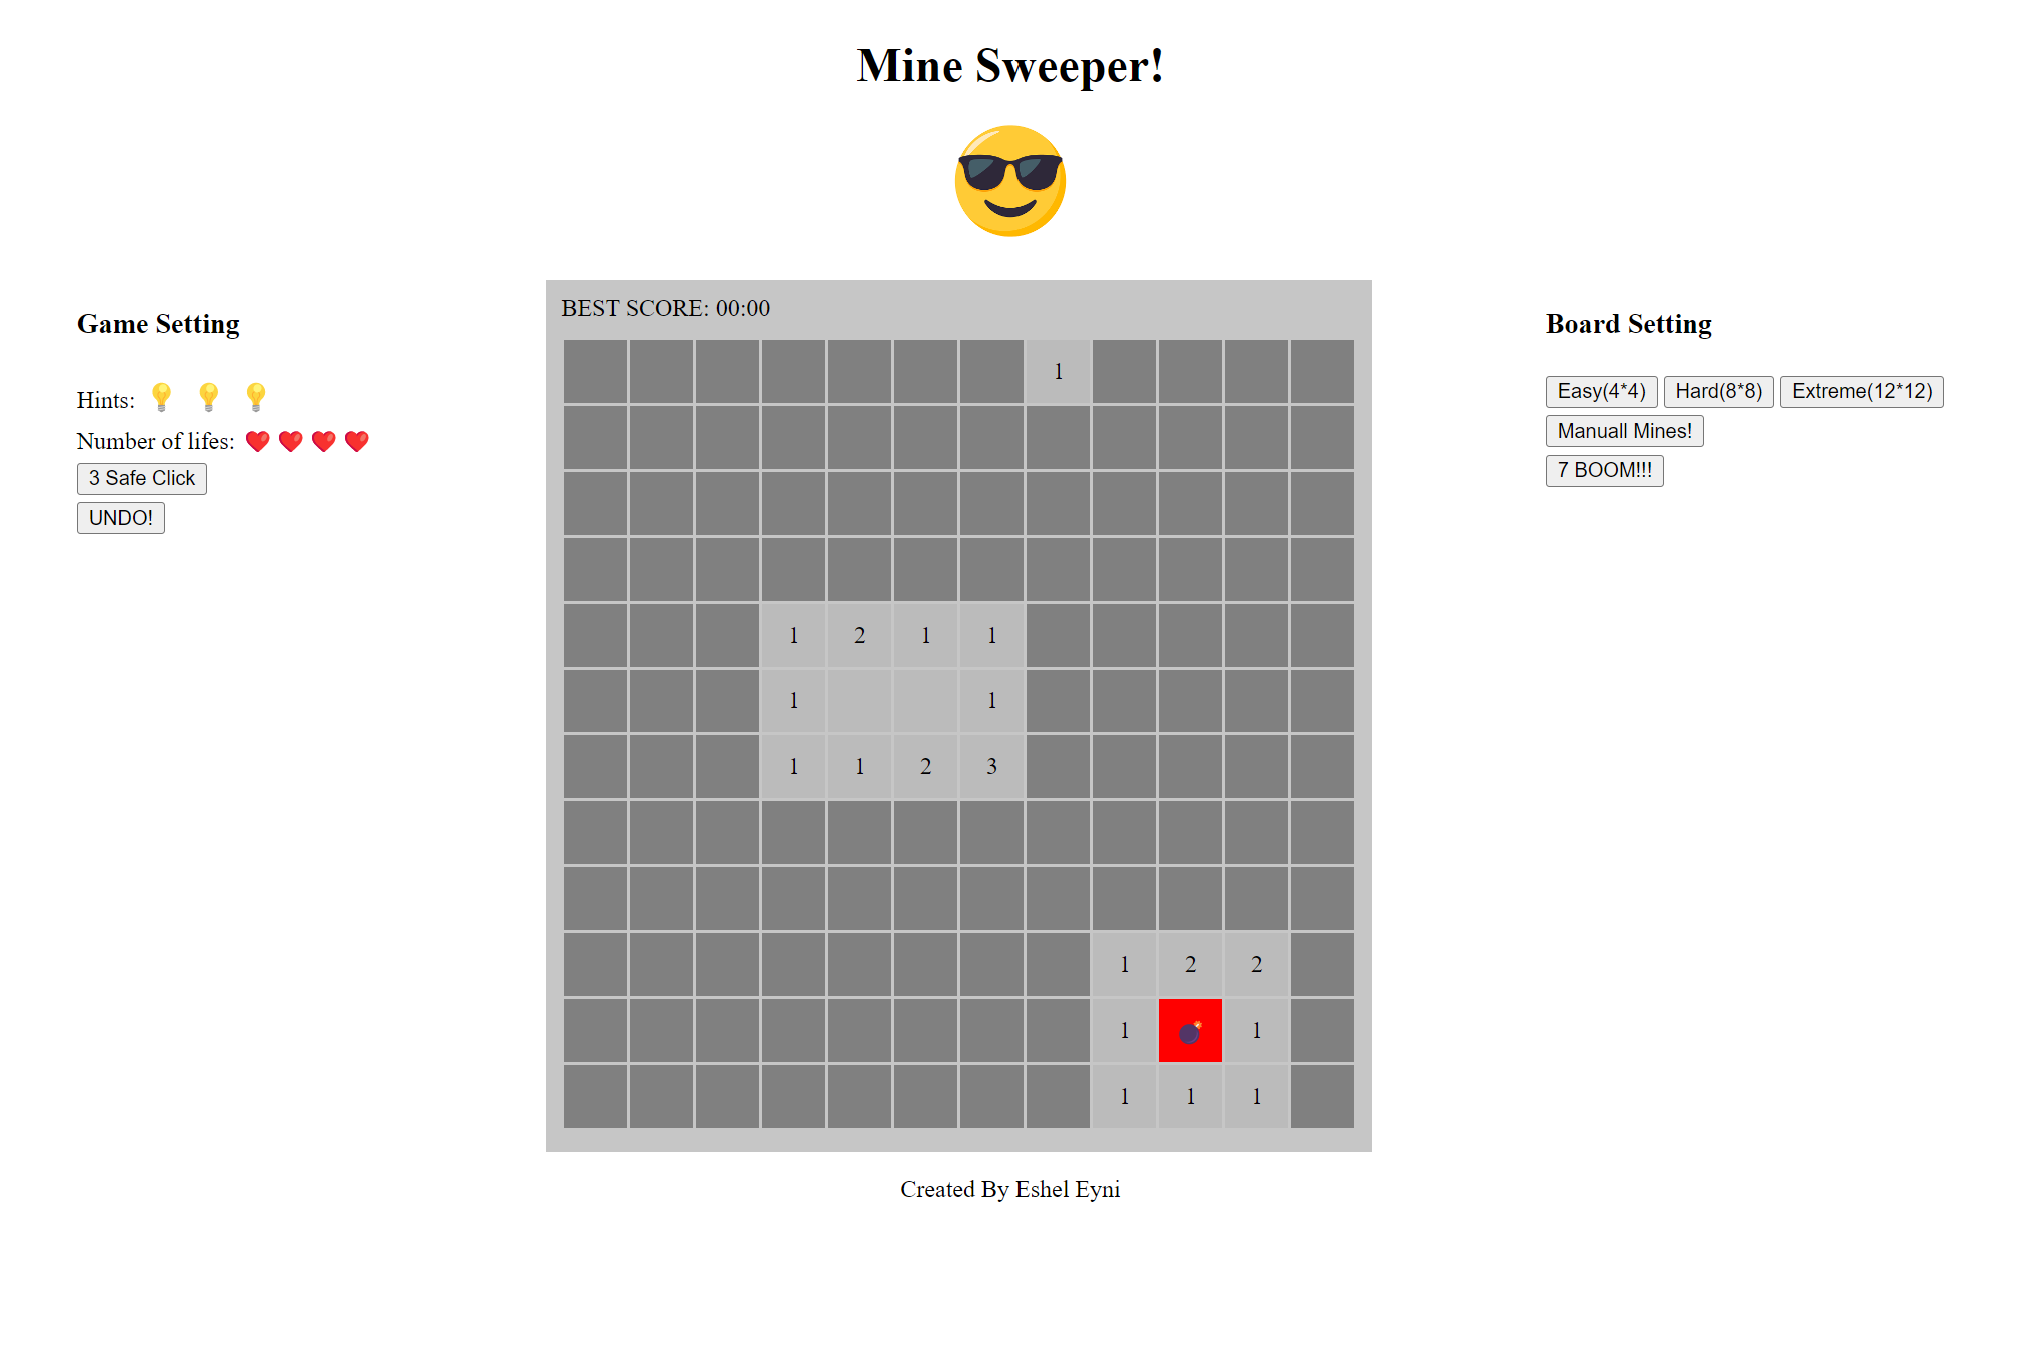 Mine Sweeper!
Game Setting
Hints:
Number of lifes:
3 Safe Click
UNDO!
BEST SCORE: 00:00
1
1 2 1 1
1 1
1 1 2 3
1 2 2
1 1
1 1 1
Board Setting
Easy(4*4) Hard(8*8) Extreme(12*12)
Manuall Mines!
7 BOOM!!!
Created By Eshel Eyni